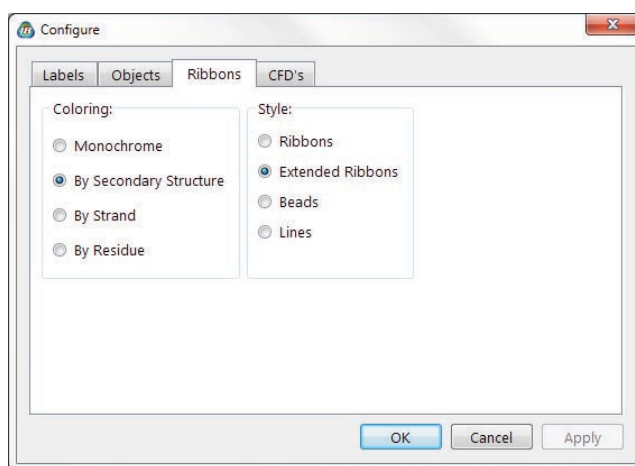 Configure
Labels
Objects
Ribbons
CFD's
Coloring:
Monochrome
By Secondary Structure
By Strand
By Residue
Style:
Ribbons
Extended Ribbons
Beads
Lines
OK
Cancel
Apply